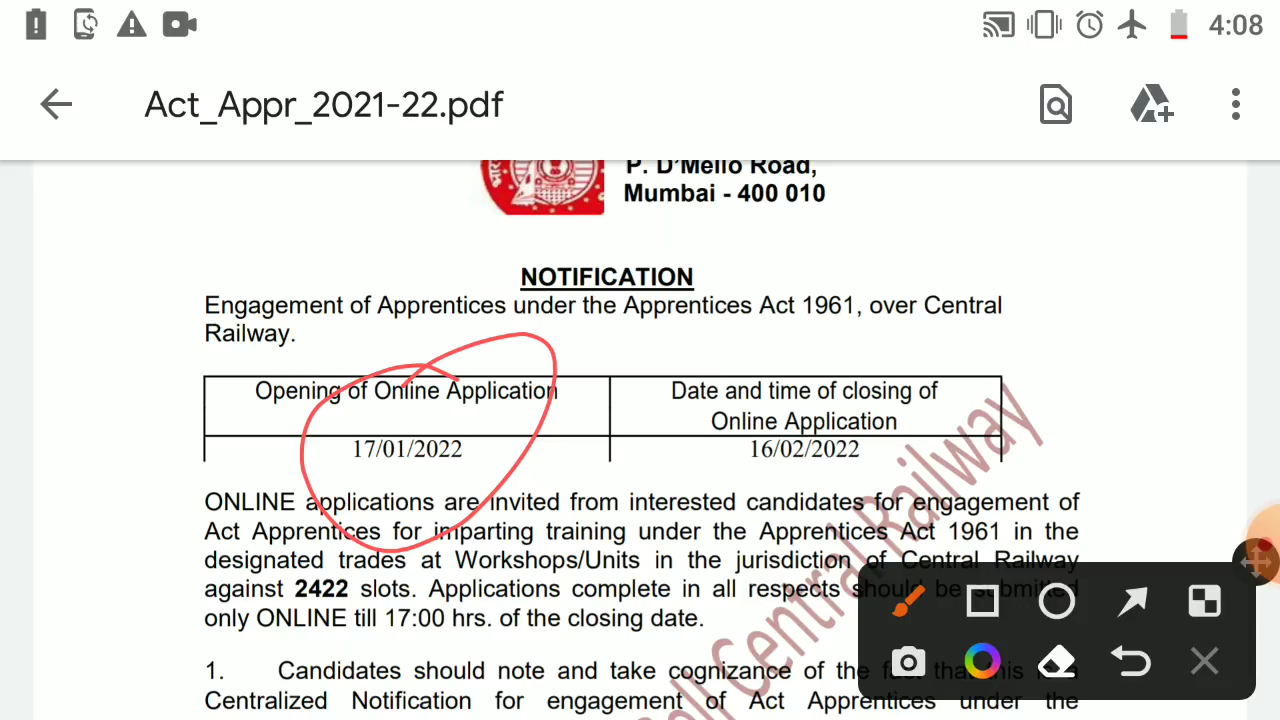 4:08
Act_Appr_2021-22.pdf
P. D'Mello Road,
Mumbai - 400 010
NOTIFICATION
Engagement of Apprentices under the Apprentices Act 1961, over Central
Railway.
Opening of Online Application
Date and time of closing of
Online Application
17/01/2022
16/02/2022
ONLINE applications are invited from interested candidates for engagement of
Act Apprentices for imparting training under the Apprentices Act 1961 in the
designated trades at Workshops/Units in the jurisdiction of Central Railway
against 2422 slots. Applications complete in all respects should be submitted
only ONLINE till 17:00 hrs. of the closing date.
1. Candidates should note and take cognizance of the fact that this is a
Centralized Notification for engagement of Act Apprentices under the
Cell Central Railway